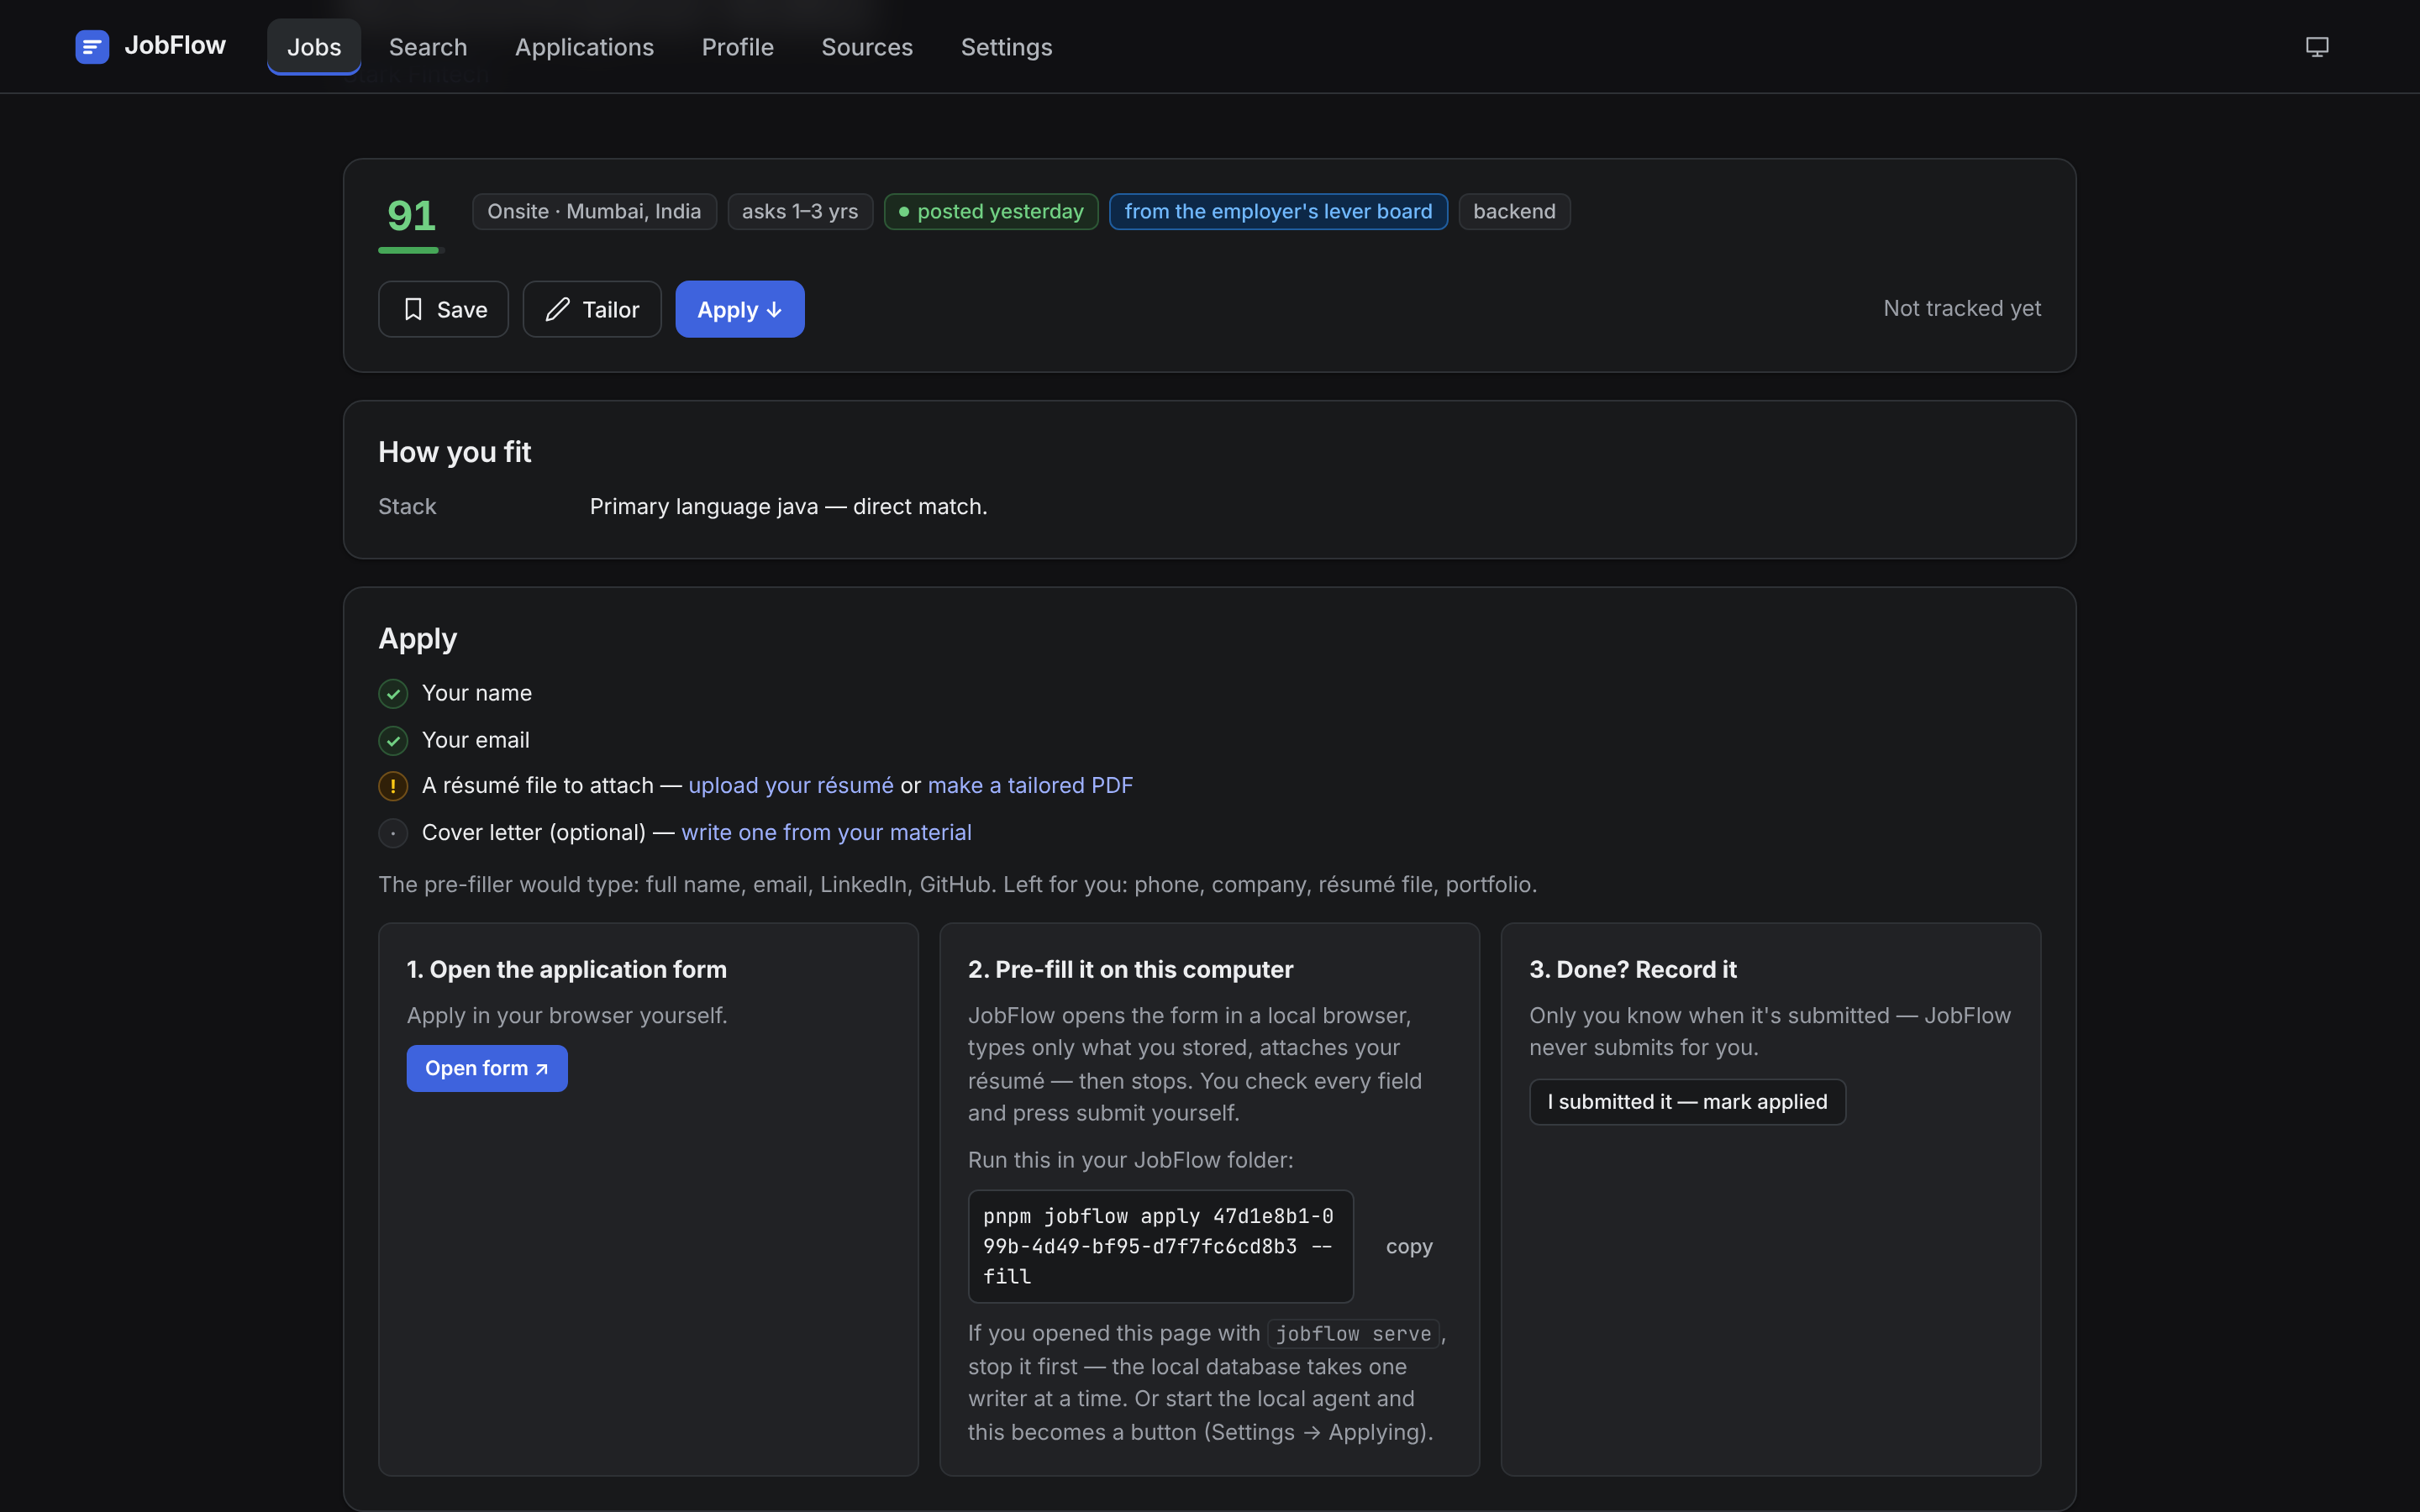 JobFlow
Jobs
Search
Applications
Profile
Sources
Settings
91
Onsite · Mumbai, India
asks 1–3 yrs
posted yesterday
from the employer's lever board
backend
Save
Tailor
Apply ↓
Not tracked yet
How you fit
Stack
Primary language java — direct match.
Apply
Your name
Your email
A résumé file to attach — upload your résumé or make a tailored PDF
Cover letter (optional) — write one from your material
The pre-filler would type: full name, email, LinkedIn, GitHub. Left for you: phone, company, résumé file, portfolio.
1. Open the application form
Apply in your browser yourself.
Open form ↗
2. Pre-fill it on this computer
JobFlow opens the form in a local browser,
types only what you stored, attaches your
résumé — then stops. You check every field
and press submit yourself.
Run this in your JobFlow folder:
pnpm jobflow apply 47d1e8b1-0
99b-4d49-bf95-d7f7fc6cd8b3 --
fill
copy
If you opened this page with jobflow serve,
stop it first — the local database takes one
writer at a time. Or start the local agent and
this becomes a button (Settings → Applying).
3. Done? Record it
Only you know when it's submitted — JobFlow
never submits for you.
I submitted it — mark applied